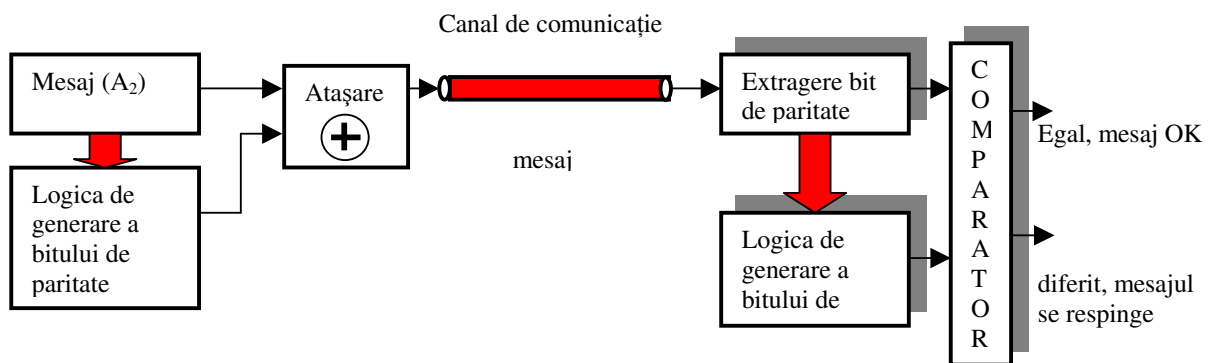 Canal de comunicație
Mesaj (A₂)
Atașare
+
Logica de
generare a
bitului de
paritate
mesaj
Extragere bit
de paritate
Logica de
generare a
bitului de
C
O
M
P
A
R
A
T
O
R
Egal, mesaj OK
diferit, mesajul
se respinge